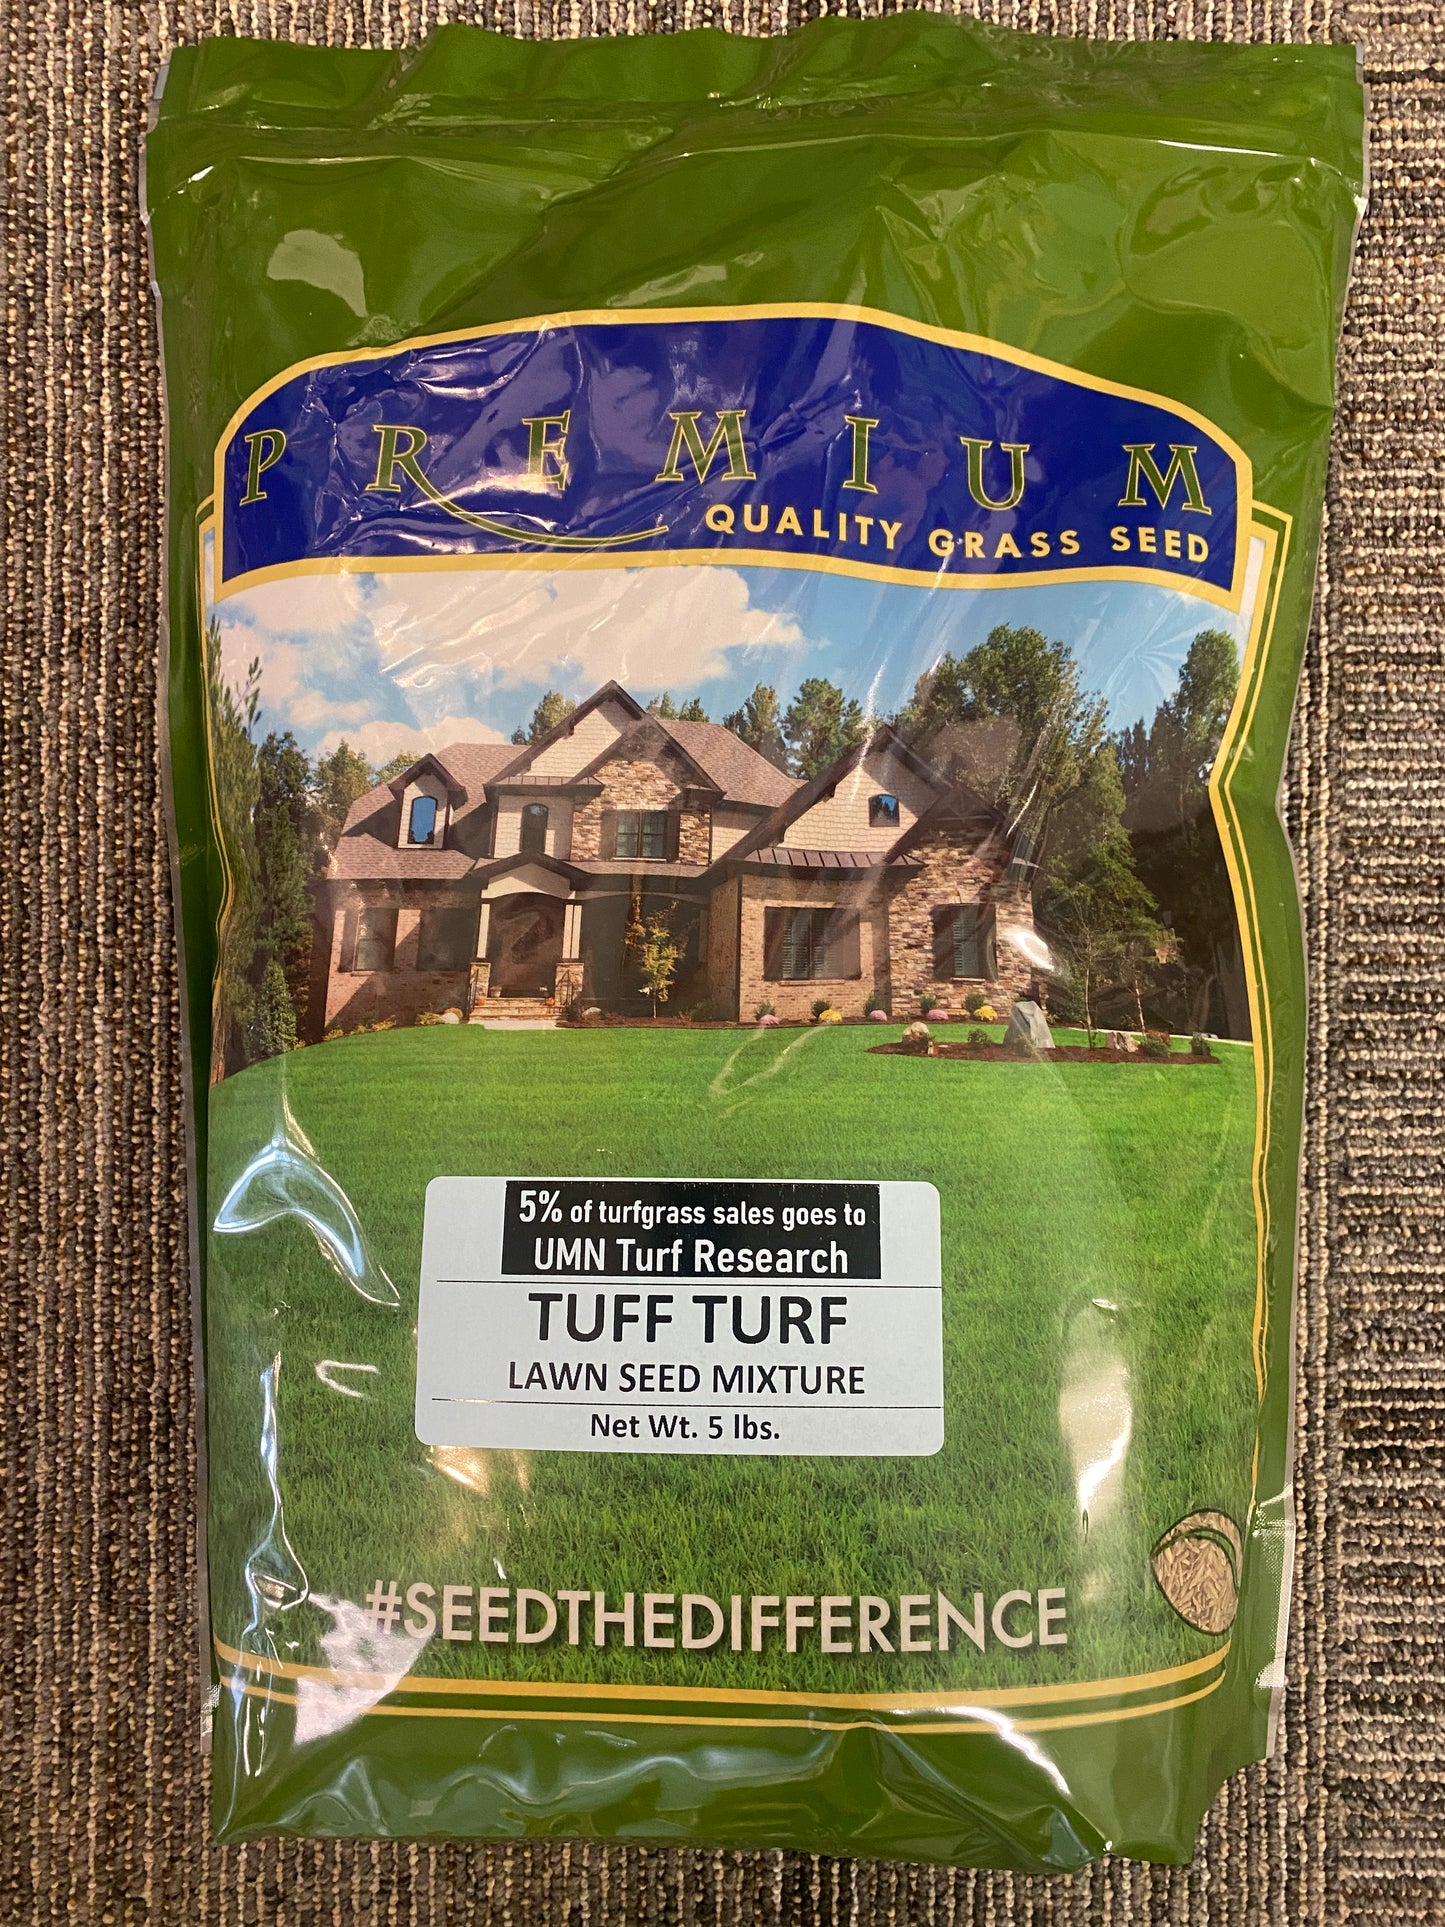 PREMIUM
QUALITY GRASS SEED
5% of turfgrass sales goes to
UMN Turf Research
TUFF TURF
LAWN SEED MIXTURE
Net Wt. 5 lbs.
#SEEDTHEDIFFERENCE